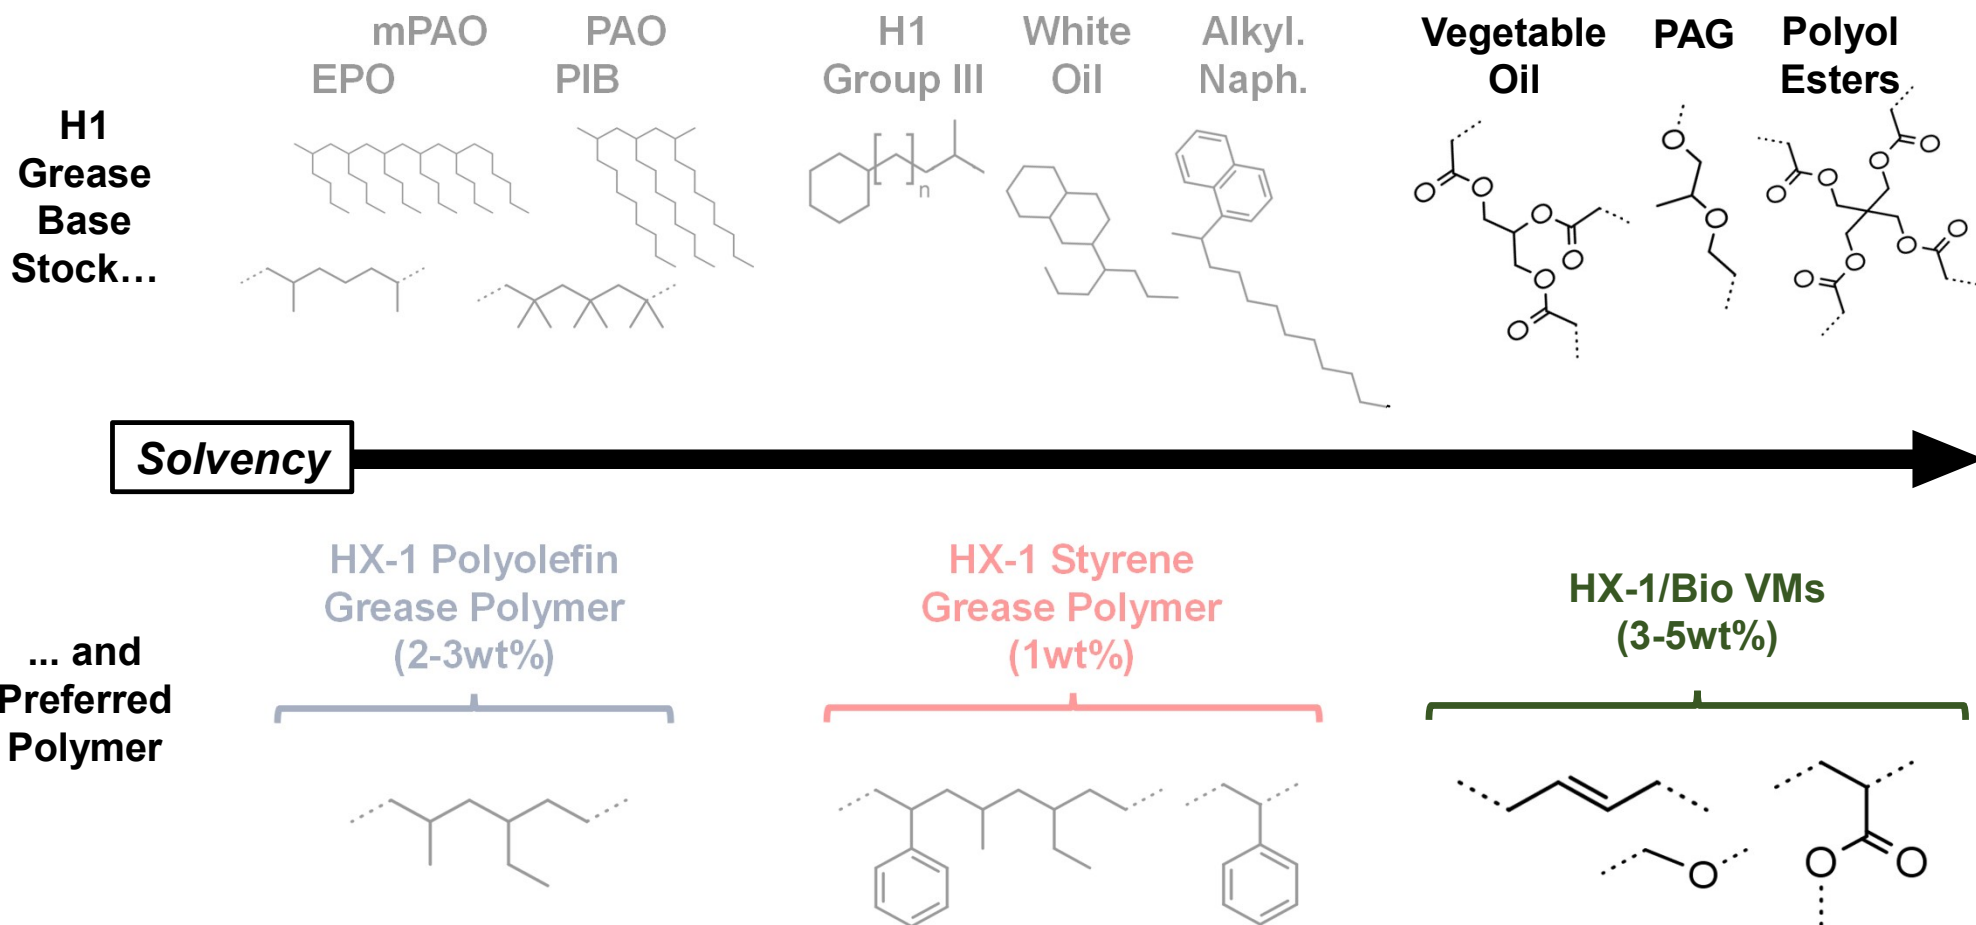 mPAO PAO H1 White Alkyl. Vegetable PAG Polyol
EPO PIB Group III Oil Naph. Oil Esters
H1
Grease
Base
Stock…
n
O O O O O O
O O O O O O O O
Solvency
HX-1 Polyolefin
Grease Polymer
(2-3wt%)
HX-1 Styrene
Grease Polymer
(1wt%)
HX-1/Bio VMs
(3-5wt%)
... and
Preferred
Polymer
O O O